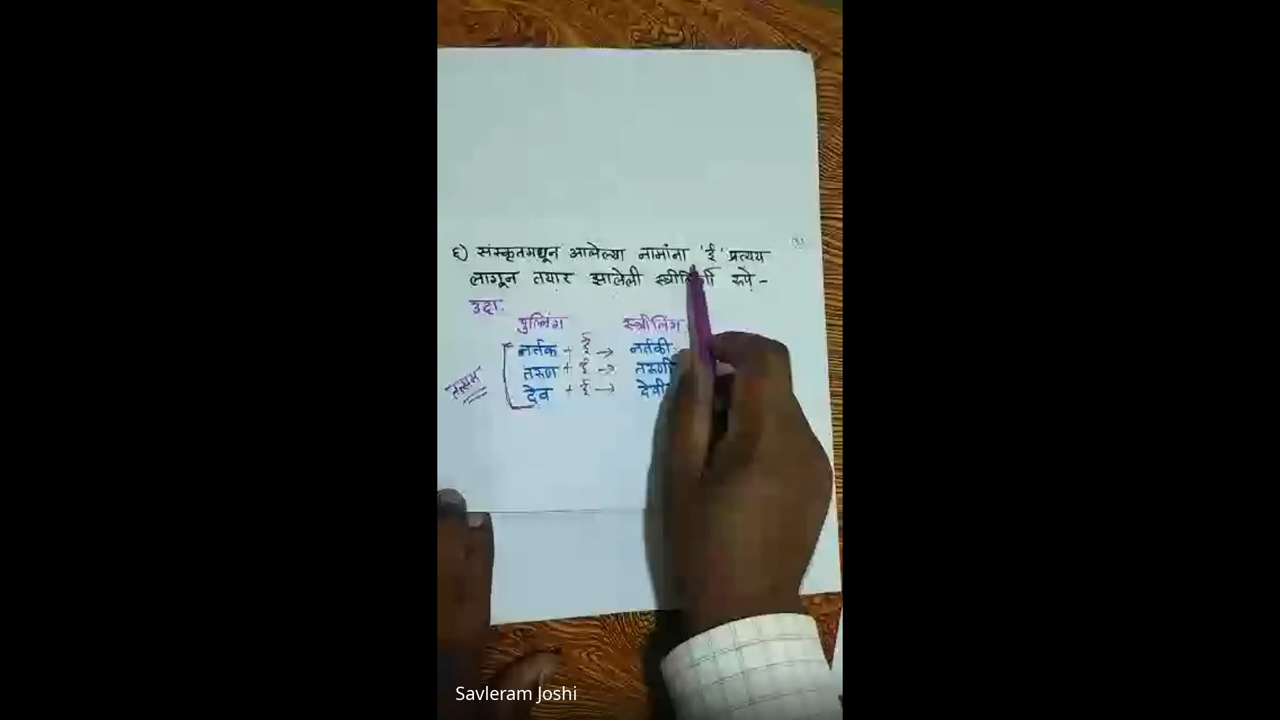 ६) संस्कृतमधून आलेल्या नामांना 'ई' प्रत्यय
लागून तयार झालेली स्त्रीलिंगी रुपे -
उदा.
पुल्लिंग स्त्रीलिंग
नर्तक + ई → नर्तकी
तरुण + ई → तरुणी
देव + ई → देवी
तत्सम
Savleram Joshi